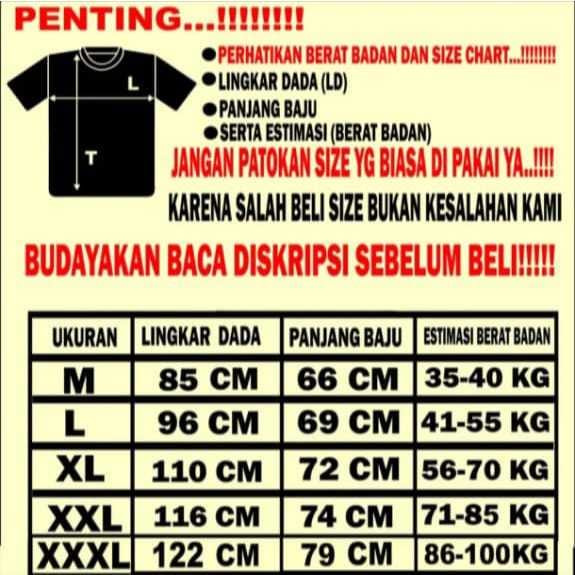 PENTING...!!!!!!!!!
L
T
●PERHATIKAN BERAT BADAN DAN SIZE CHART...!!!!!!!!
●LINGKAR DADA (LD)
●PANJANG BAJU
●SERTA ESTIMASI (BERAT BADAN)
JANGAN PATOKAN SIZE YG BIASA DI PAKAI YA..!!!!
KARENA SALAH BELI SIZE BUKAN KESALAHAN KAMI
BUDAYAKAN BACA DISKRIPSI SEBELUM BELI!!!!!
UKURAN LINGKAR DADA PANJANG BAJU ESTIMASI BERAT BADAN
M 85 CM 66 CM 35-40 KG
L 96 CM 69 CM 41-55 KG
XL 110 CM 72 CM 56-70 KG
XXL 116 CM 74 CM 71-85 KG
XXXL 122 CM 79 CM 86-100KG